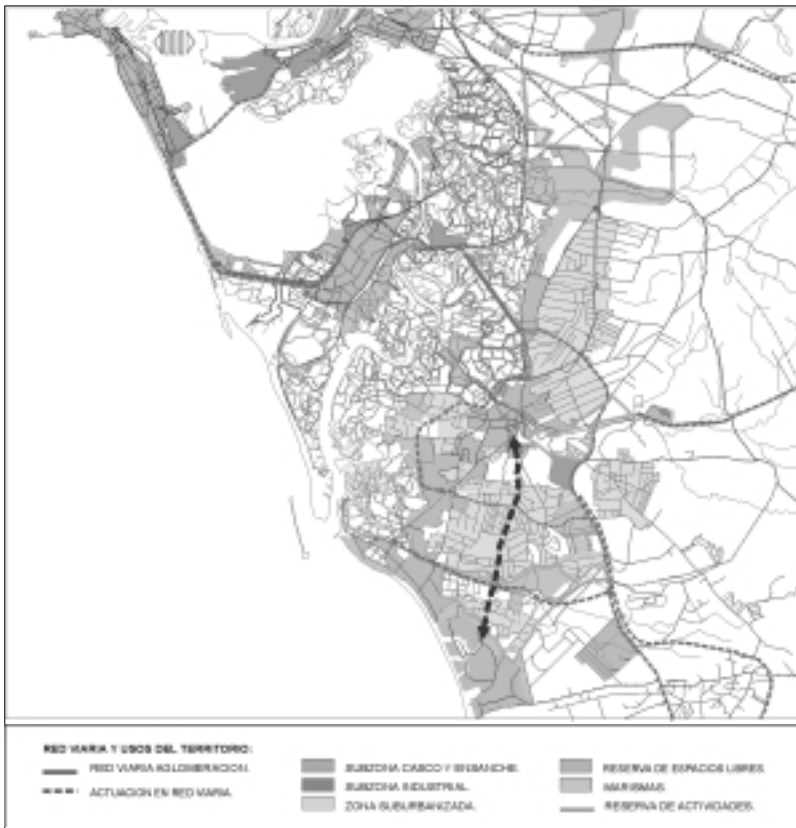 RED VIARIA Y USOS DEL TERRITORIO:
RED VIARIA AGLOMERACION.
ACTUACION EN RED VIARIA.
SUBZONA CASCO Y ENSANCHE.
SUBZONA INDUSTRIAL.
ZONA SUBURBANIZADA.
RESERVA DE ESPACIOS LIBRES.
MARISMAS
RESERVA DE ACTIVIDADES.